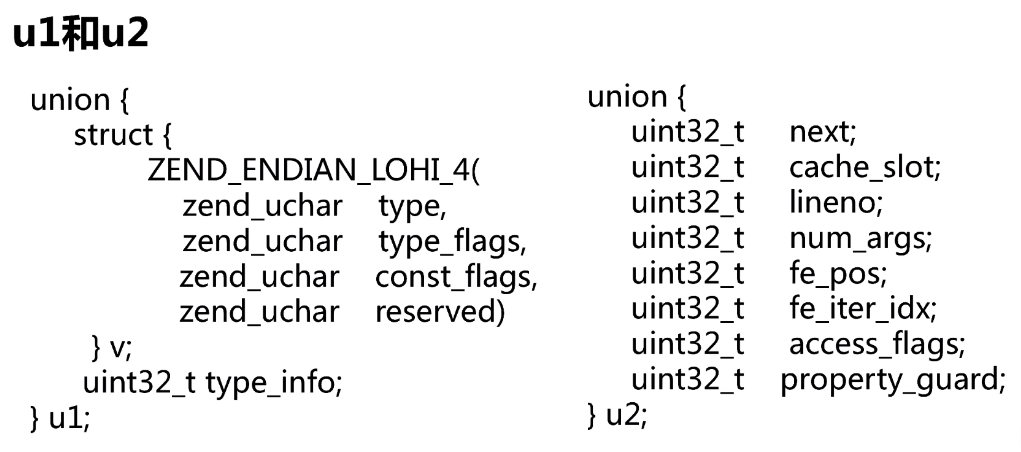 u1和u2
union {
struct {
ZEND_ENDIAN_LOHI_4(
zend_uchar type,
zend_uchar type_flags,
zend_uchar const_flags,
zend_uchar reserved)
} v;
uint32_t type_info;
} u1;
union {
uint32_t next;
uint32_t cache_slot;
uint32_t lineno;
uint32_t num_args;
uint32_t fe_pos;
uint32_t fe_iter_idx;
uint32_t access_flags;
uint32_t property_guard;
} u2;